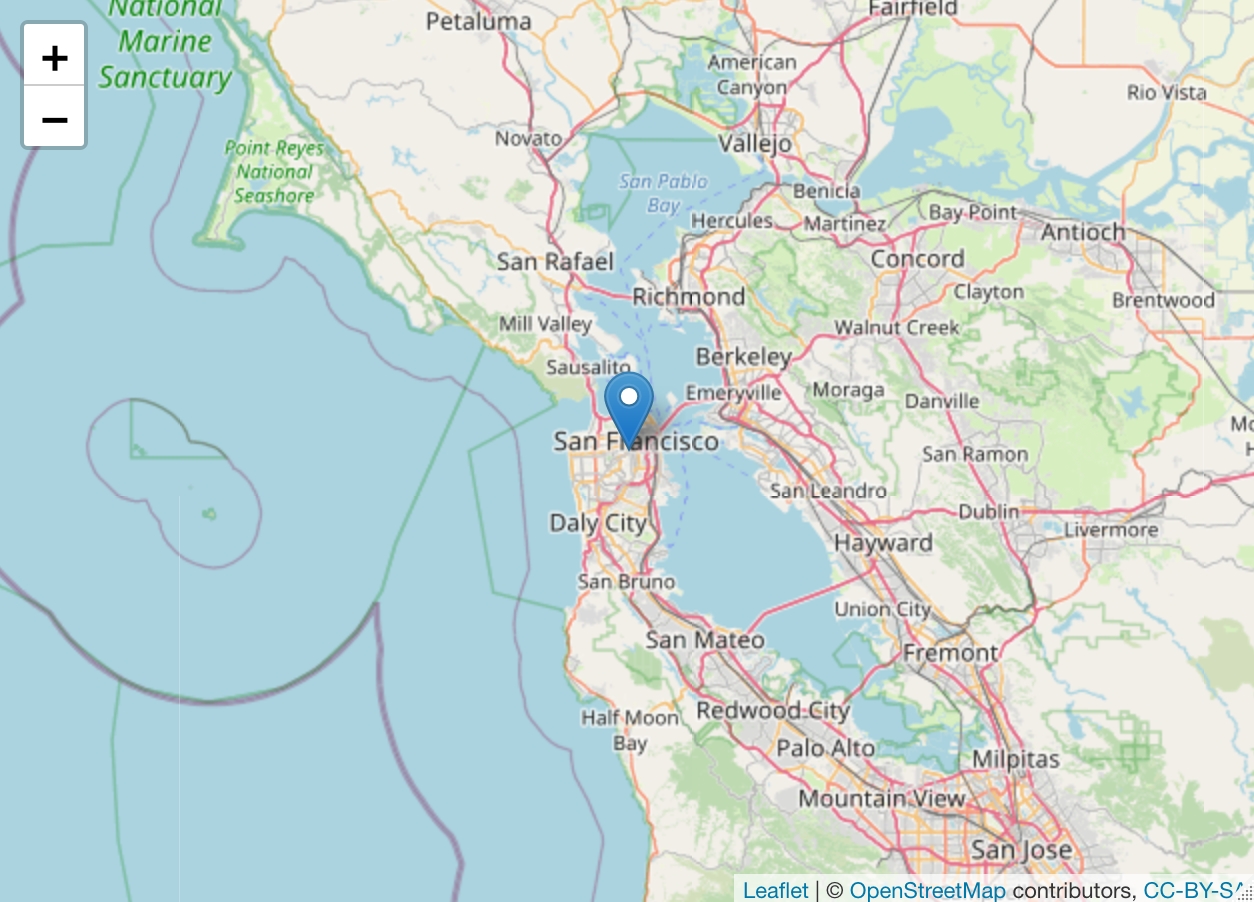 National
Marine
Sanctuary
+
−
Petaluma
Fairfield
American
Canyon
Rio Vista
Point Reyes
National
Seashore
Novato
Vallejo
San Pablo
Bay
Benicia
Hercules
Martinez
Bay Point
Antioch
San Rafael
Concord
Richmond
Clayton
Brentwood
Mill Valley
Walnut Creek
Berkeley
Sausalito
Emeryville
Moraga
Danville
San Francisco
San Ramon
San Leandro
Daly City
Dublin
Livermore
Hayward
San Bruno
Union City
San Mateo
Fremont
Half Moon
Bay
Redwood City
Palo Alto
Milpitas
Mountain View
San Jose
Leaflet | © OpenStreetMap contributors, CC-BY-SA